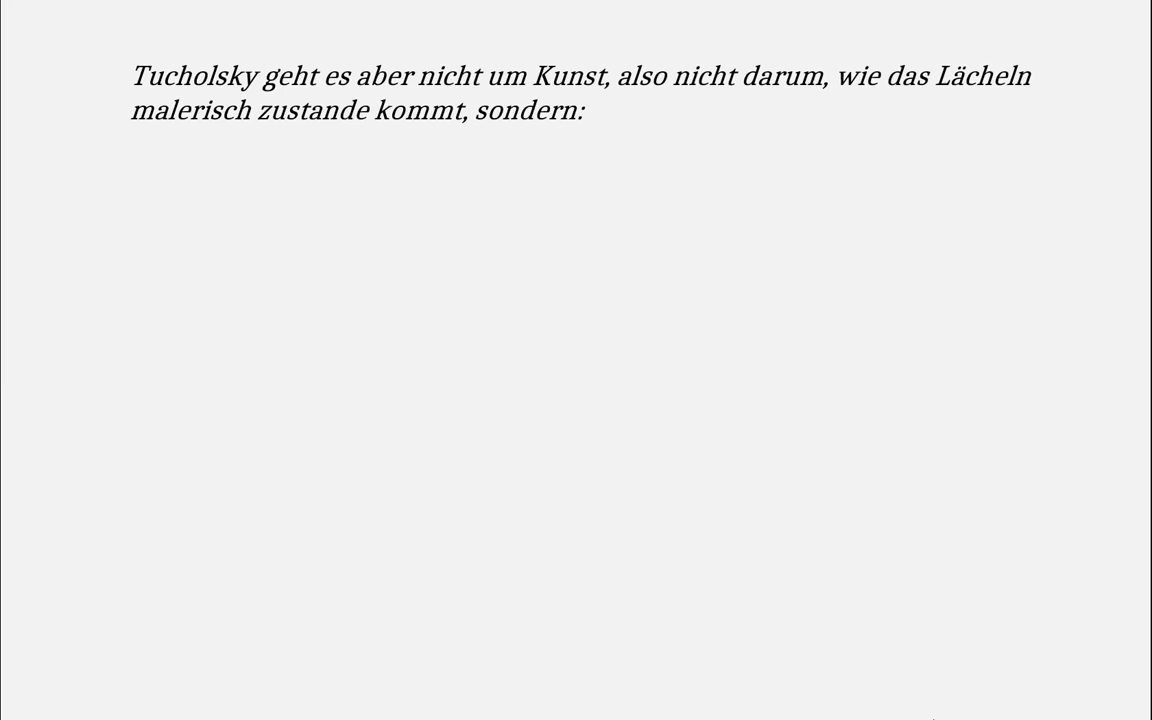 Tucholsky geht es aber nicht um Kunst, also nicht darum, wie das Lächeln
malerisch zustande kommt, sondern: